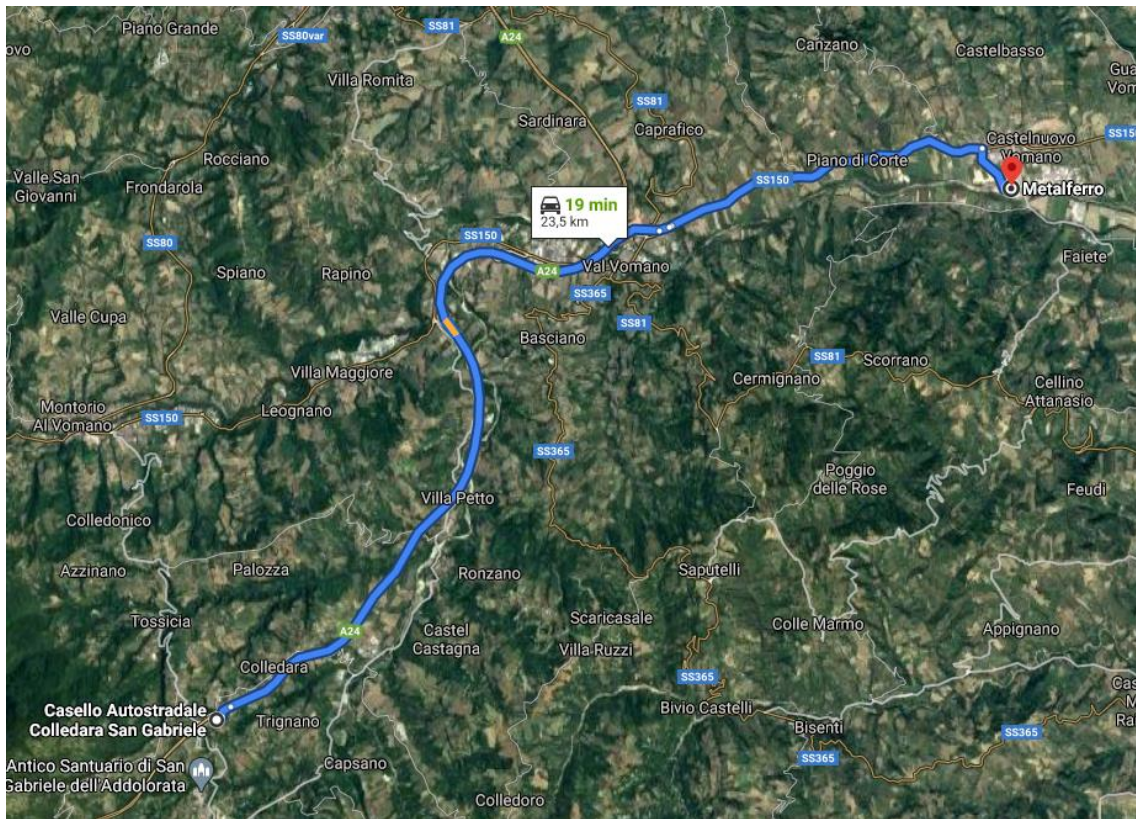 Piano Grande
SS80var
SS81
A24
Canzano
Castelbasso
ovo
Villa Romita
Gua
Vom
SS81
Sardinara
Caprafico
SS150
Castelnuovo
Vomano
Rocciano
Piano di Corte
Valle San
Giovanni
Frondarola
SS150
Metalferro
19 min
23,5 km
SS80
SS150
Spiano
Rapino
A24
Val Vomano
Faiete
SS365
Valle Cupa
SS81
Basciano
Villa Maggiore
SS81
Scorrano
Cermignano
Cellino
Attanasio
Montorio
Al Vomano
SS150
Leognano
SS365
Poggio
delle Rose
Villa Petto
Feudi
Colledonico
Azzinano
Palozza
Ronzano
Saputelli
Tossicia
Scaricasale
Colle Marmo
A24
Castel
Castagna
Appignano
Villa Ruzzi
Colledara
SS365
Cas
M
Ra
Casello Autostradale
Colledara San Gabriele
Trignano
Bivio Castelli
Bisenti
SS365
SS365
Antico Santuario di San
Gabriele dell'Addolorata
Capsano
Colledoro